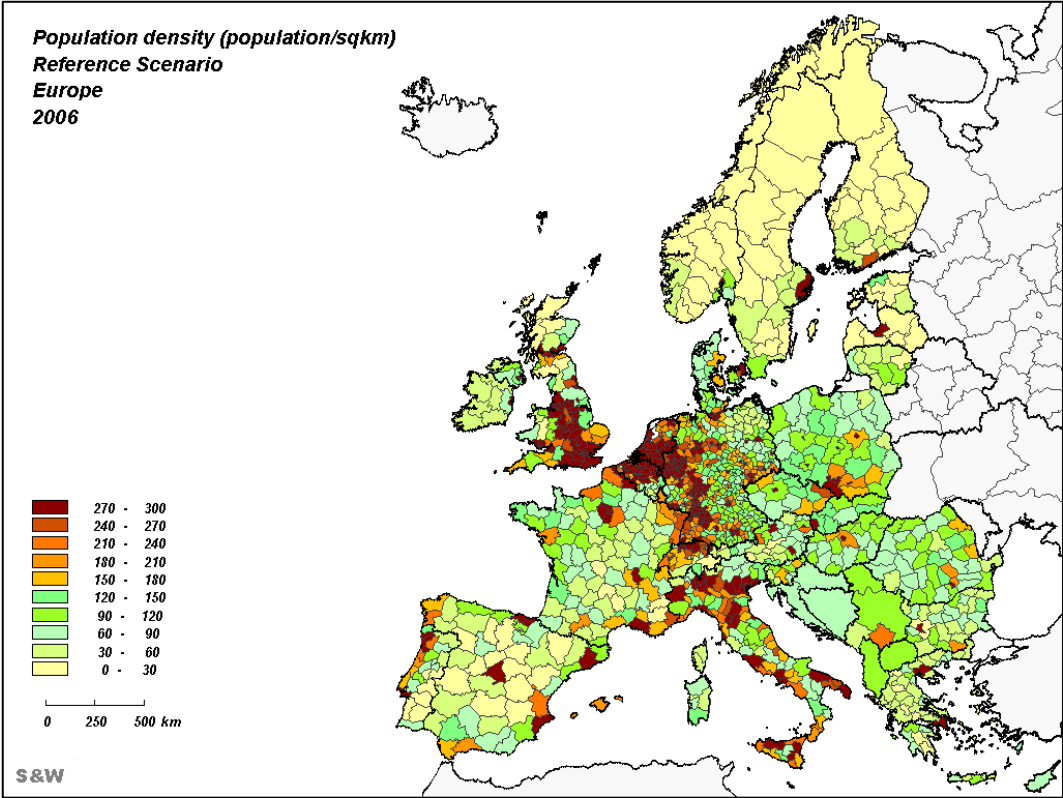 Population density (population/sqkm)
Reference Scenario
Europe
2006
270 - 300
240 - 270
210 - 240
180 - 210
150 - 180
120 - 150
90 - 120
60 - 90
30 - 60
0 - 30
0 250 500 km
S&W